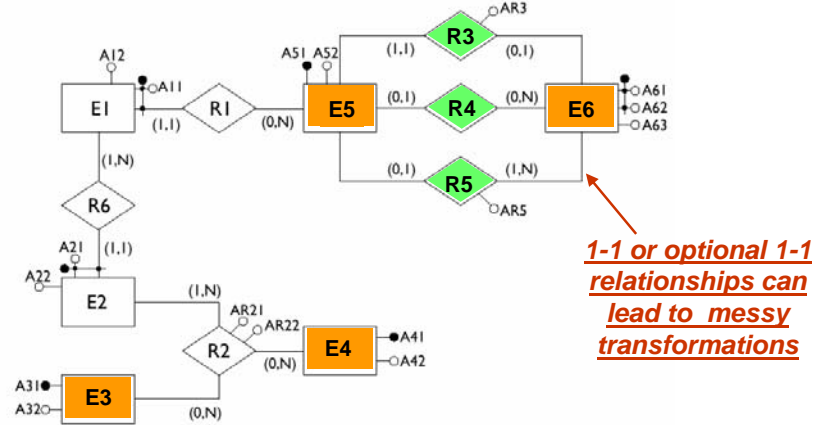 AR3
A12
R3
(1,1)
(0,1)
A51
A52
A11
A61
E1
R1
E5
(0,1)
R4
(0,N)
E6
A62
(1,1)
(0,N)
A63
(1,N)
(0,1)
R5
(1,N)
R6
AR5
A21
(1,1)
A22
E2
(1,N)
AR21
AR22
R2
(0,N)
E4
A41
A42
A31
A32
E3
(0,N)
1-1 or optional 1-1
relationships can
lead to messy
transformations